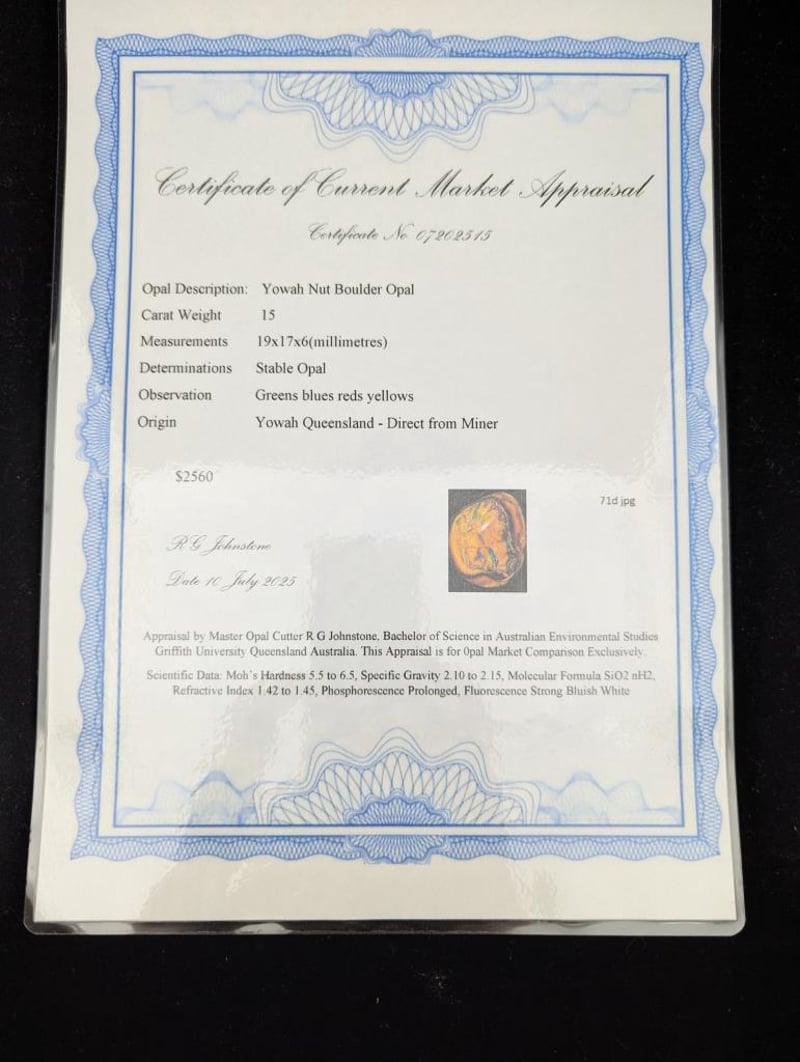 Certificate of Current Market Appraisal
Certificate No 07202515
Opal Description: Yowah Nut Boulder Opal
Carat Weight 15
Measurements 19x17x6(millimetres)
Determinations Stable Opal
Observation Greens blues reds yellows
Origin Yowah Queensland - Direct from Miner
$2560
71d jpg
R G Johnstone
Date 10 July 2025
Appraisal by Master Opal Cutter R G Johnstone, Bachelor of Science in Australian Environmental Studies
Griffith University Queensland Australia. This Appraisal is for 0pal Market Comparison Exclusively.
Scientific Data: Moh's Hardness 5.5 to 6.5, Specific Gravity 2.10 to 2.15, Molecular Formula SiO2 nH2,
Refractive Index 1.42 to 1.45, Phosphorescence Prolonged, Fluorescence Strong Bluish White